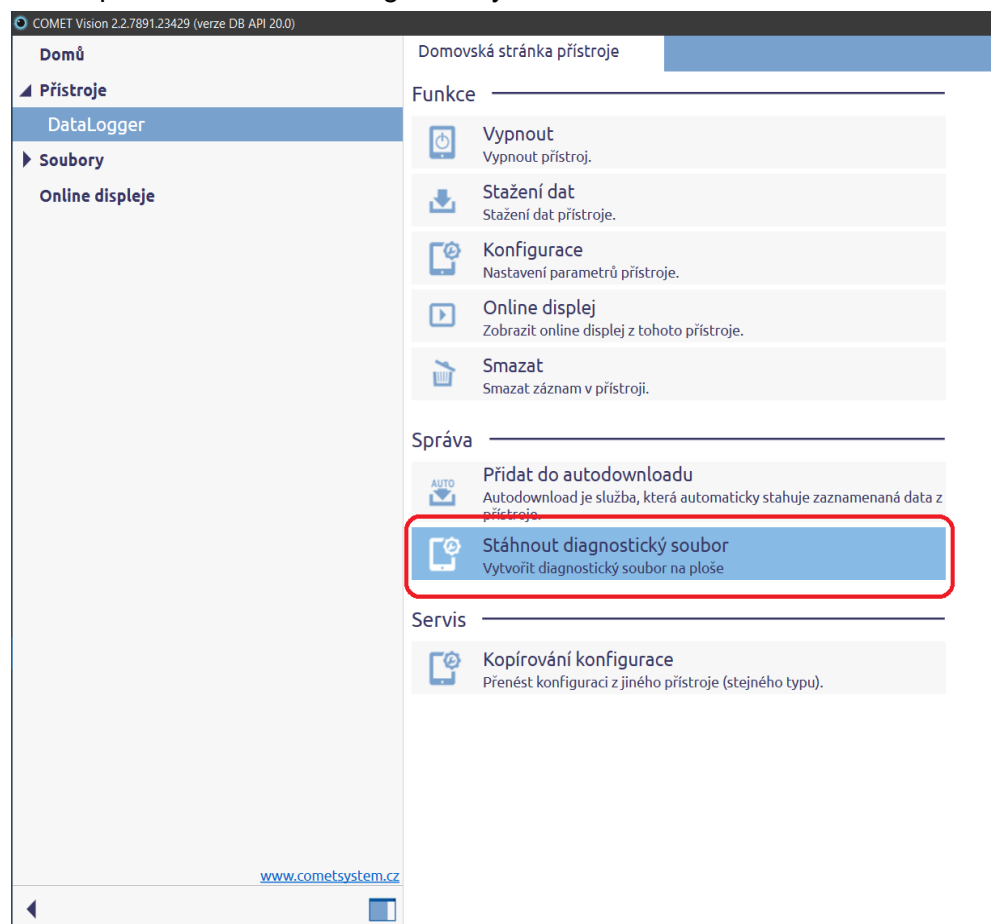 COMET Vision 2.2.7891.23429 (verze DB API 20.0)
Domů
Přístroje
DataLogger
Soubory
Online displeje
www.cometsystem.cz
Domovská stránka přístroje
Funkce
Vypnout
Vypnout přístroj.
Stažení dat
Stažení dat přístroje.
Konfigurace
Nastavení parametrů přístroje.
Online displej
Zobrazit online displej z tohoto přístroje.
Smazat
Smazat záznam v přístroji.
Správa
AUTO
Přidat do autodownloadu
Autodownload je služba, která automaticky stahuje zaznamenaná data z
přístroje.
Stáhnout diagnostický soubor
Vytvořit diagnostický soubor na ploše
Servis
Kopírování konfigurace
Přenést konfiguraci z jiného přístroje (stejného typu).